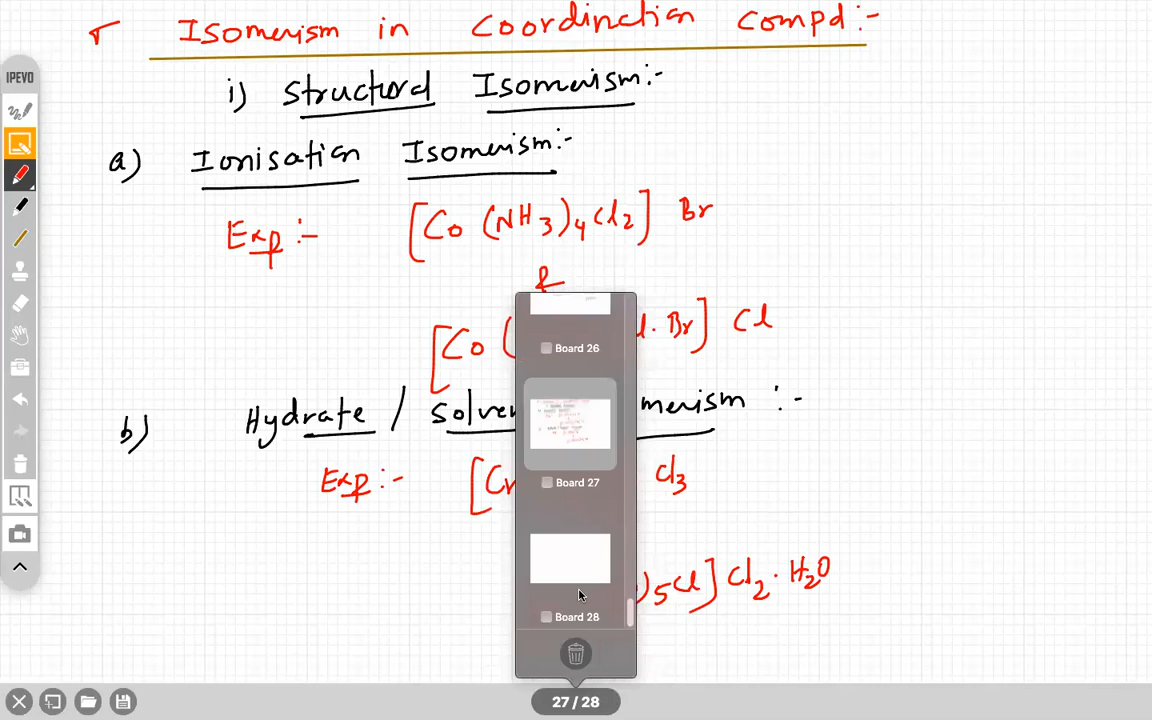 Isomerism in Coordinction Compd:-
IPEVO
i) Structural Isomerism:-
a) Ionisation Isomerism:-
Exp:- [Co (NH3)4Cl2] Br
&
[Co ( l. Br] Cl
Board 26
b) Hydrate / Solve merism :-
Board 27
Exp:- [Cr Cl3
)5Cl] Cl2 . H2O
Board 28
27 / 28